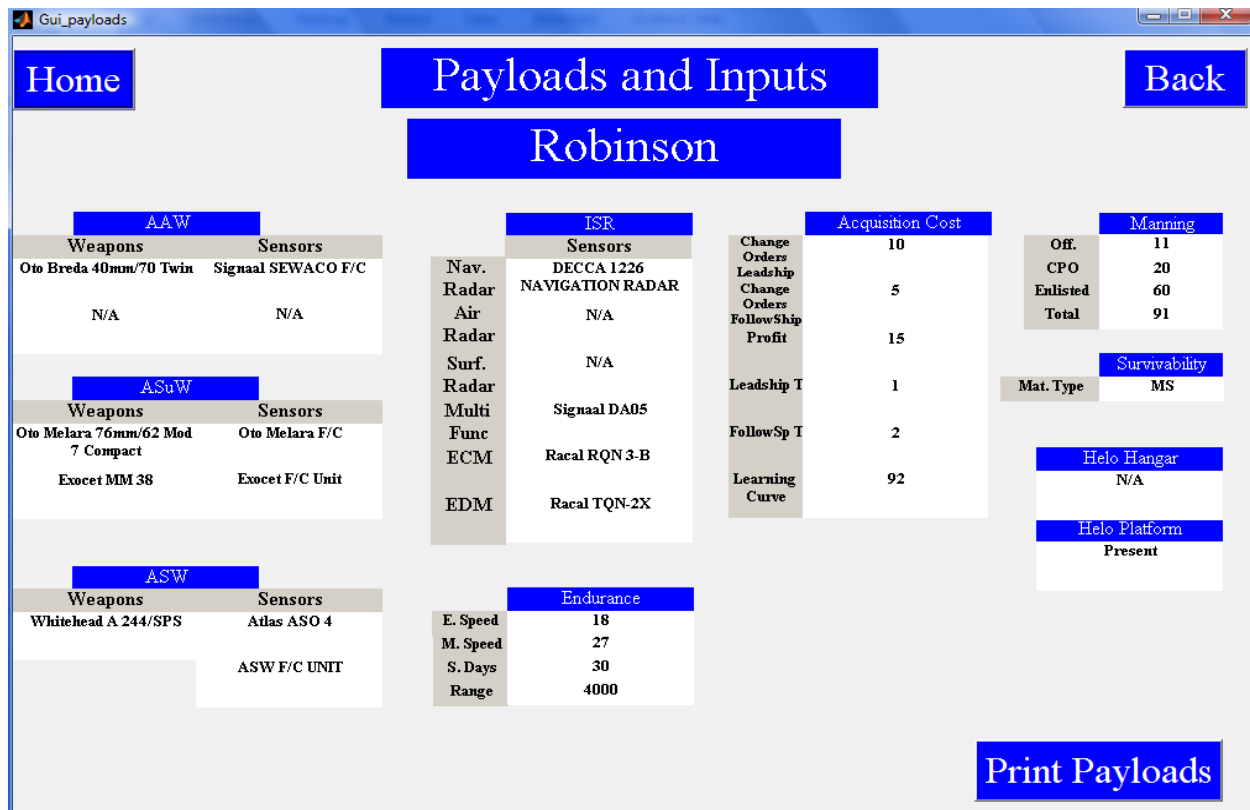 Gui_payloads
Home
Payloads and Inputs
Back
Robinson
AAW
Weapons Sensors
Oto Breda 40mm/70 Twin Signaal SEWACO F/C
N/A N/A
ASuW
Weapons Sensors
Oto Melara 76mm/62 Mod Oto Melara F/C
7 Compact
Exocet MM 38 Exocet F/C Unit
ASW
Weapons Sensors
Whitehead A 244/SPS Atlas ASO 4
ASW F/C UNIT
ISR
Sensors
Nav. DECCA 1226
Radar NAVIGATION RADAR
Air N/A
Radar
Surf. N/A
Radar
Multi Signaal DA05
Func
ECM Racal RQN 3-B
EDM Racal TQN-2X
Endurance
E. Speed 18
M. Speed 27
S. Days 30
Range 4000
Acquisition Cost
Change 10
Orders
Leadship
Change 5
Orders
FollowShip
Profit 15
Leadship T 1
FollowSp T 2
Learning 92
Curve
Manning
Off. 11
CPO 20
Enlisted 60
Total 91
Survivability
Mat. Type MS
Helo Hangar
N/A
Helo Platform
Present
Print Payloads